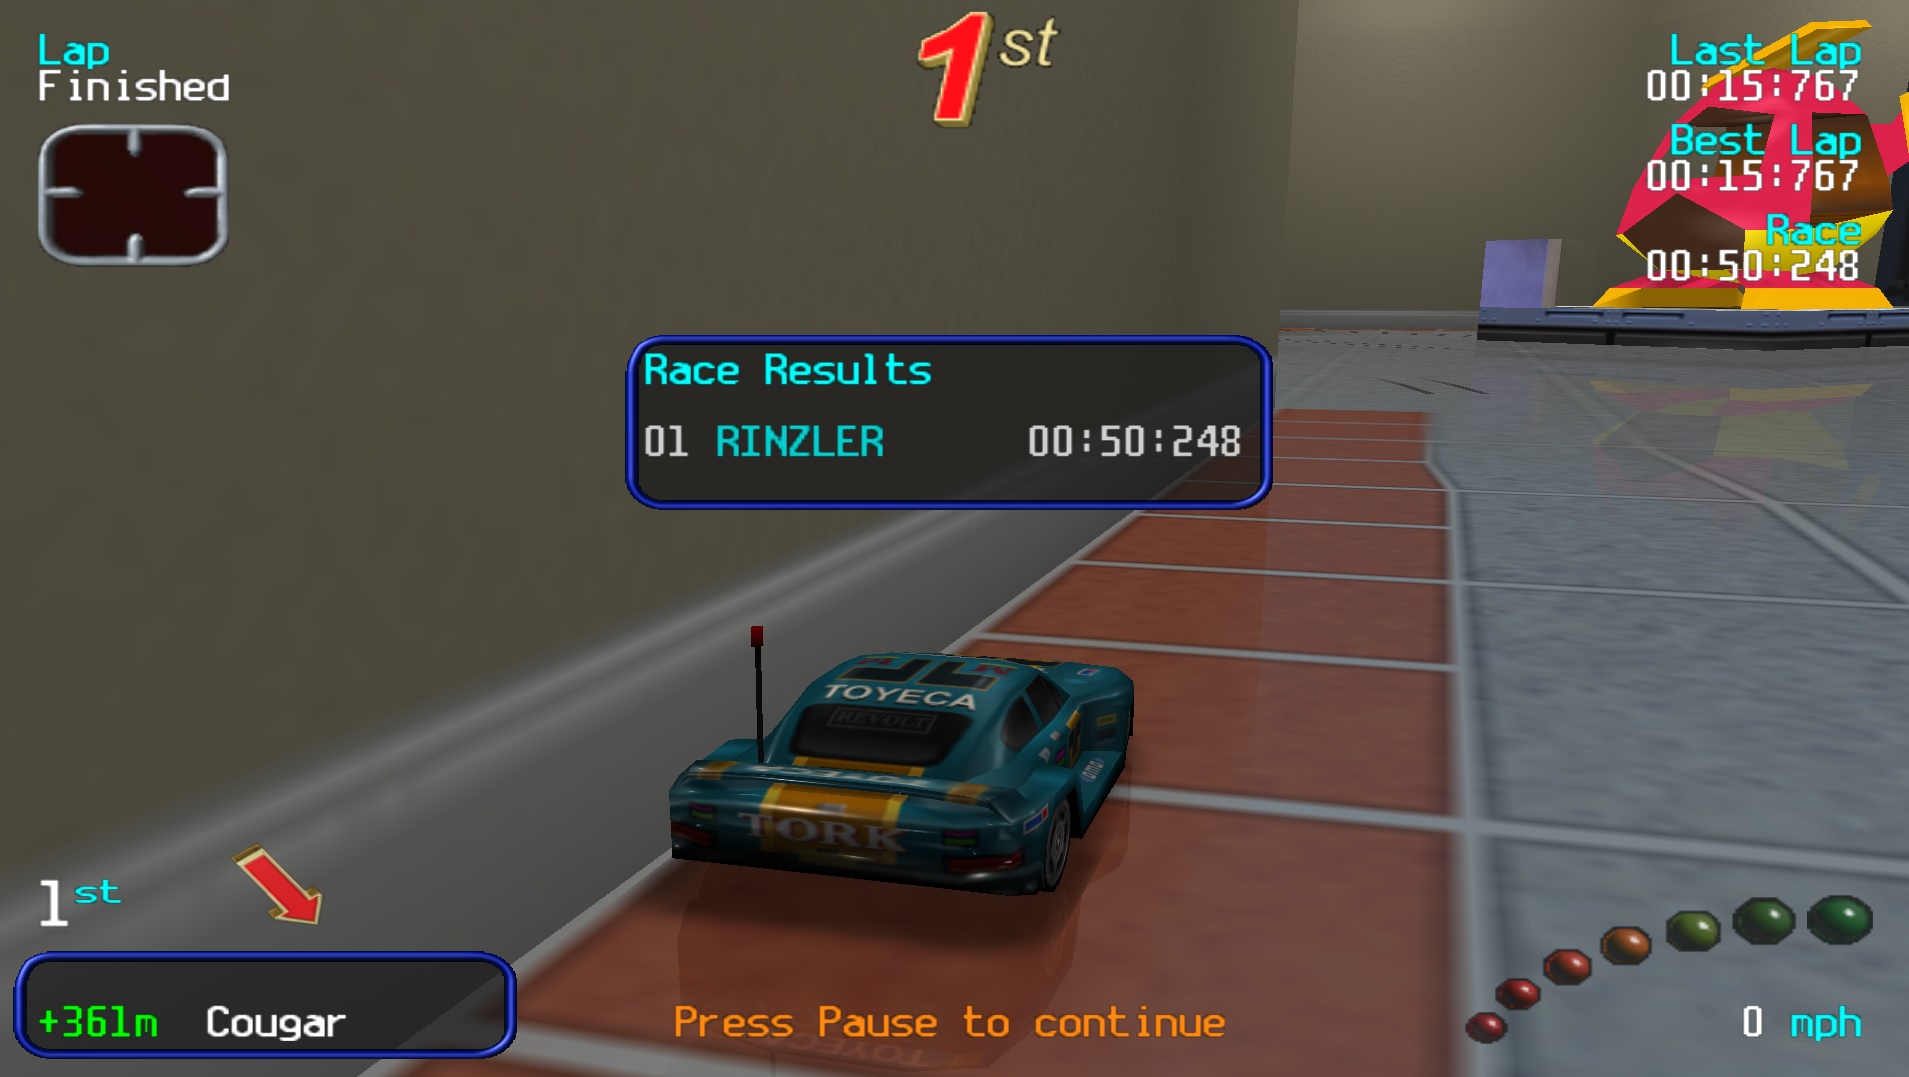 Lap
Finished
1st
Last Lap
00:15:767
Best Lap
00:15:767
Race
00:50:248
Race Results
01 RINZLER 00:50:248
TOYECA
REVOLT
TORK
1st
+361m Cougar
Press Pause to continue
0 mph